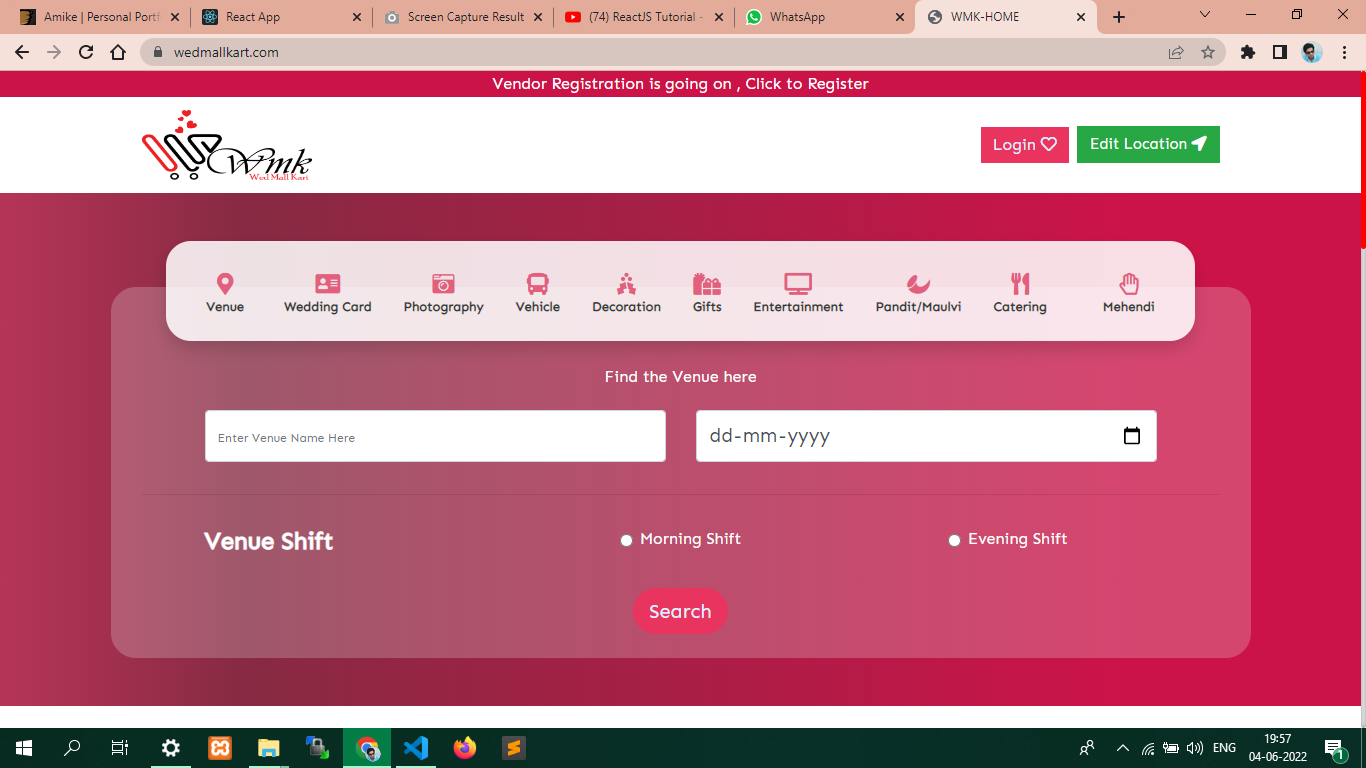 Amike | Personal Portf
React App
Screen Capture Result
(74) ReactJS Tutorial -
WhatsApp
WMK-HOME
wedmallkart.com
Vendor Registration is going on , Click to Register
Wmk
Wed Mall Kart
Login
Edit Location
Venue
Wedding Card
Photography
Vehicle
Decoration
Gifts
Entertainment
Pandit/Maulvi
Catering
Mehendi
Find the Venue here
Enter Venue Name Here
dd-mm-yyyy
Venue Shift
Morning Shift
Evening Shift
Search
ENG
19:57
04-06-2022
1